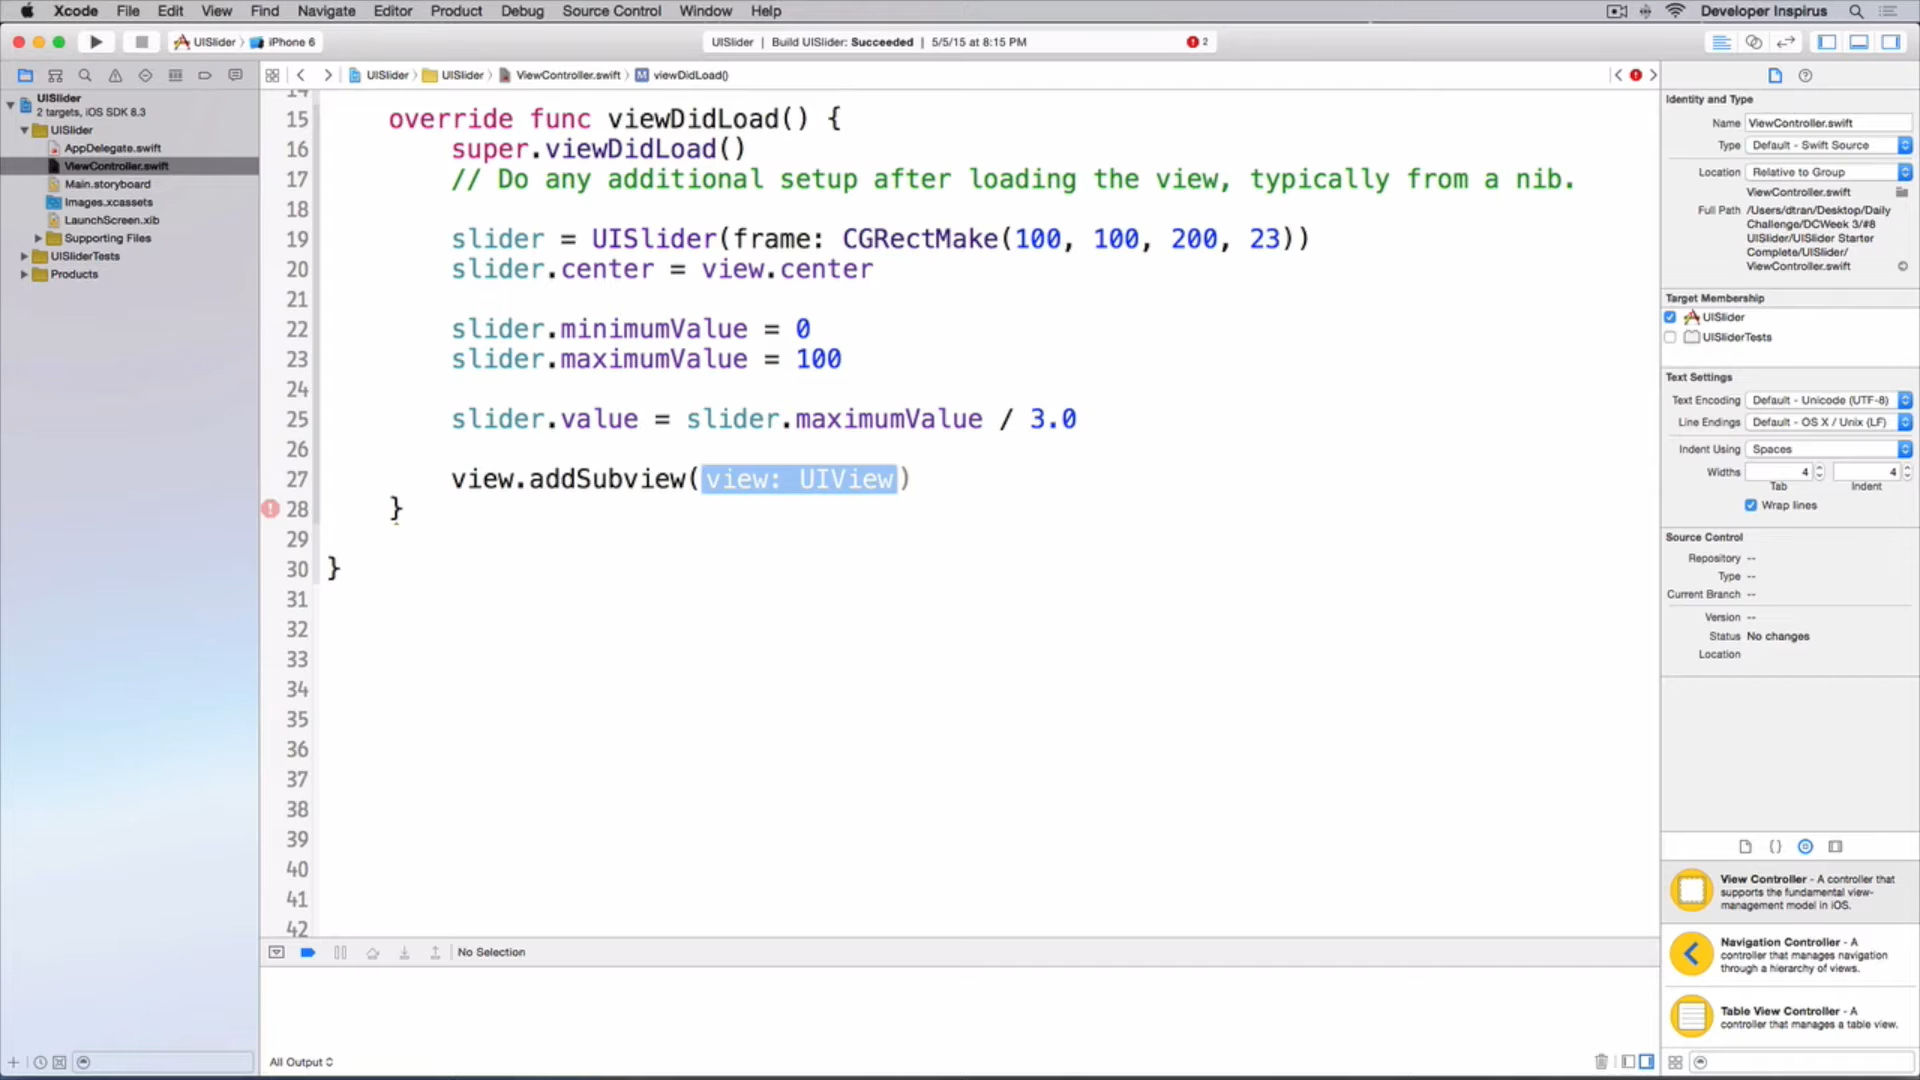 Xcode File Edit View Find Navigate Editor Product Debug Source Control Window Help Developer Inspirus
UISlider iPhone 6 UISlider | Build UISlider: Succeeded | 5/5/15 at 8:15 PM 2
UISlider UISlider ViewController.swift viewDidLoad()
UISlider
2 targets, iOS SDK 8.3
UISlider
AppDelegate.swift
ViewController.swift
Main.storyboard
Images.xcassets
LaunchScreen.xib
Supporting Files
UISliderTests
Products
14
15 override func viewDidLoad() {
16 super.viewDidLoad()
17 // Do any additional setup after loading the view, typically from a nib.
18
19 slider = UISlider(frame: CGRectMake(100, 100, 200, 23))
20 slider.center = view.center
21
22 slider.minimumValue = 0
23 slider.maximumValue = 100
24
25 slider.value = slider.maximumValue / 3.0
26
27 view.addSubview(view: UIView)
28 }
29
30 }
31
32
33
34
35
36
37
38
39
40
41
42
No Selection
All Output
Identity and Type
Name ViewController.swift
Type Default - Swift Source
Location Relative to Group
ViewController.swift
Full Path /Users/dtran/Desktop/Daily
Challenge/DCWeek 3/#8
UISlider/UISlider Starter
Complete/UISlider/
ViewController.swift
Target Membership
UISlider
UISliderTests
Text Settings
Text Encoding Default - Unicode (UTF-8)
Line Endings Default - OS X / Unix (LF)
Indent Using Spaces
Widths 4 4
Tab Indent
Wrap lines
Source Control
Repository --
Type --
Current Branch --
Version --
Status No changes
Location
{}
View Controller - A controller that
supports the fundamental view-
management model in iOS.
Navigation Controller - A
controller that manages navigation
through a hierarchy of views.
Table View Controller - A
controller that manages a table view.